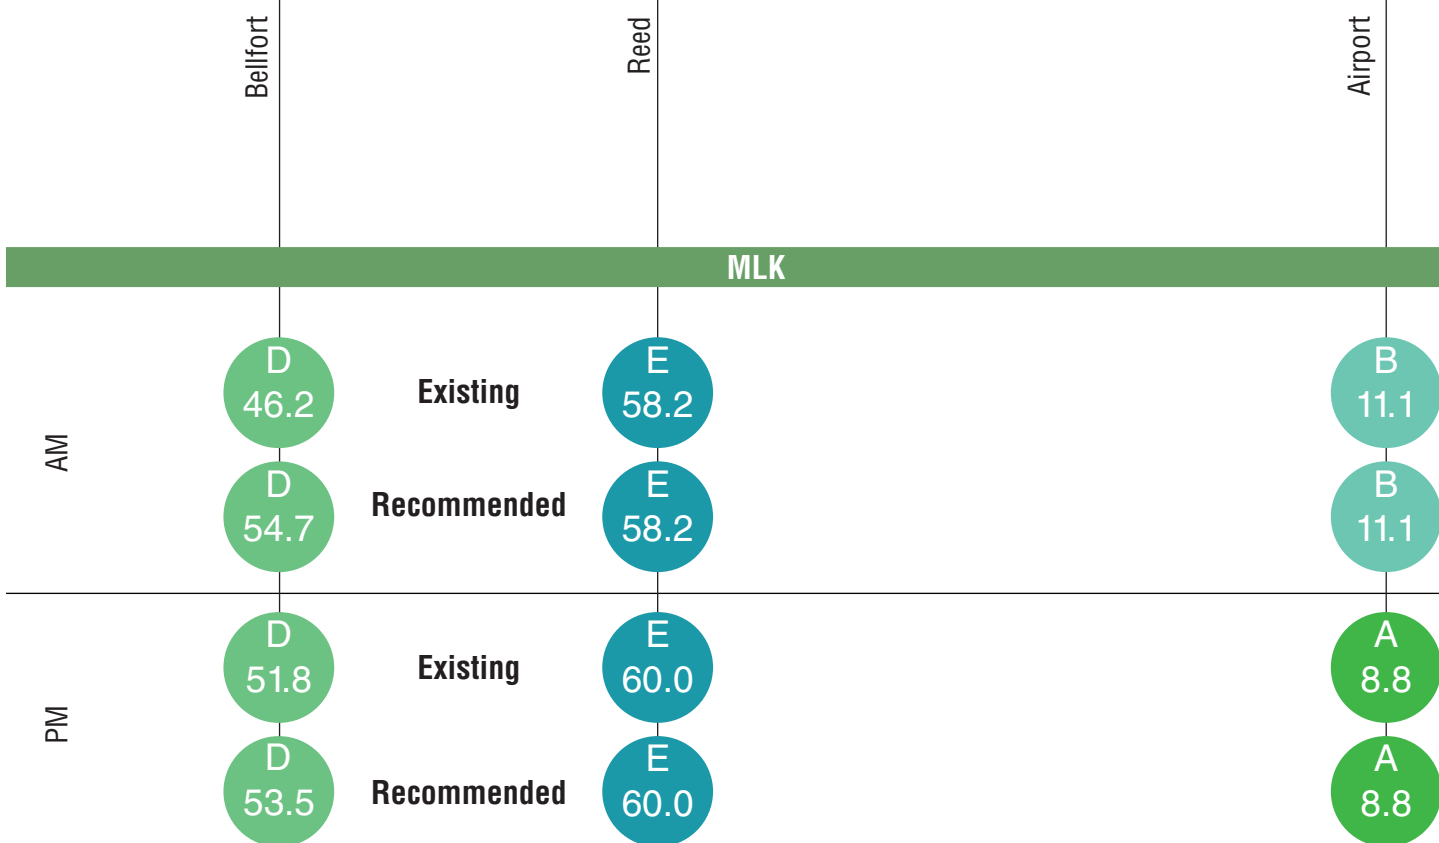 Bellfort
Reed
Airport
MLK
AM
D
46.2
Existing
E
58.2
B
11.1
D
54.7
Recommended
E
58.2
B
11.1
PM
D
51.8
Existing
E
60.0
A
8.8
D
53.5
Recommended
E
60.0
A
8.8